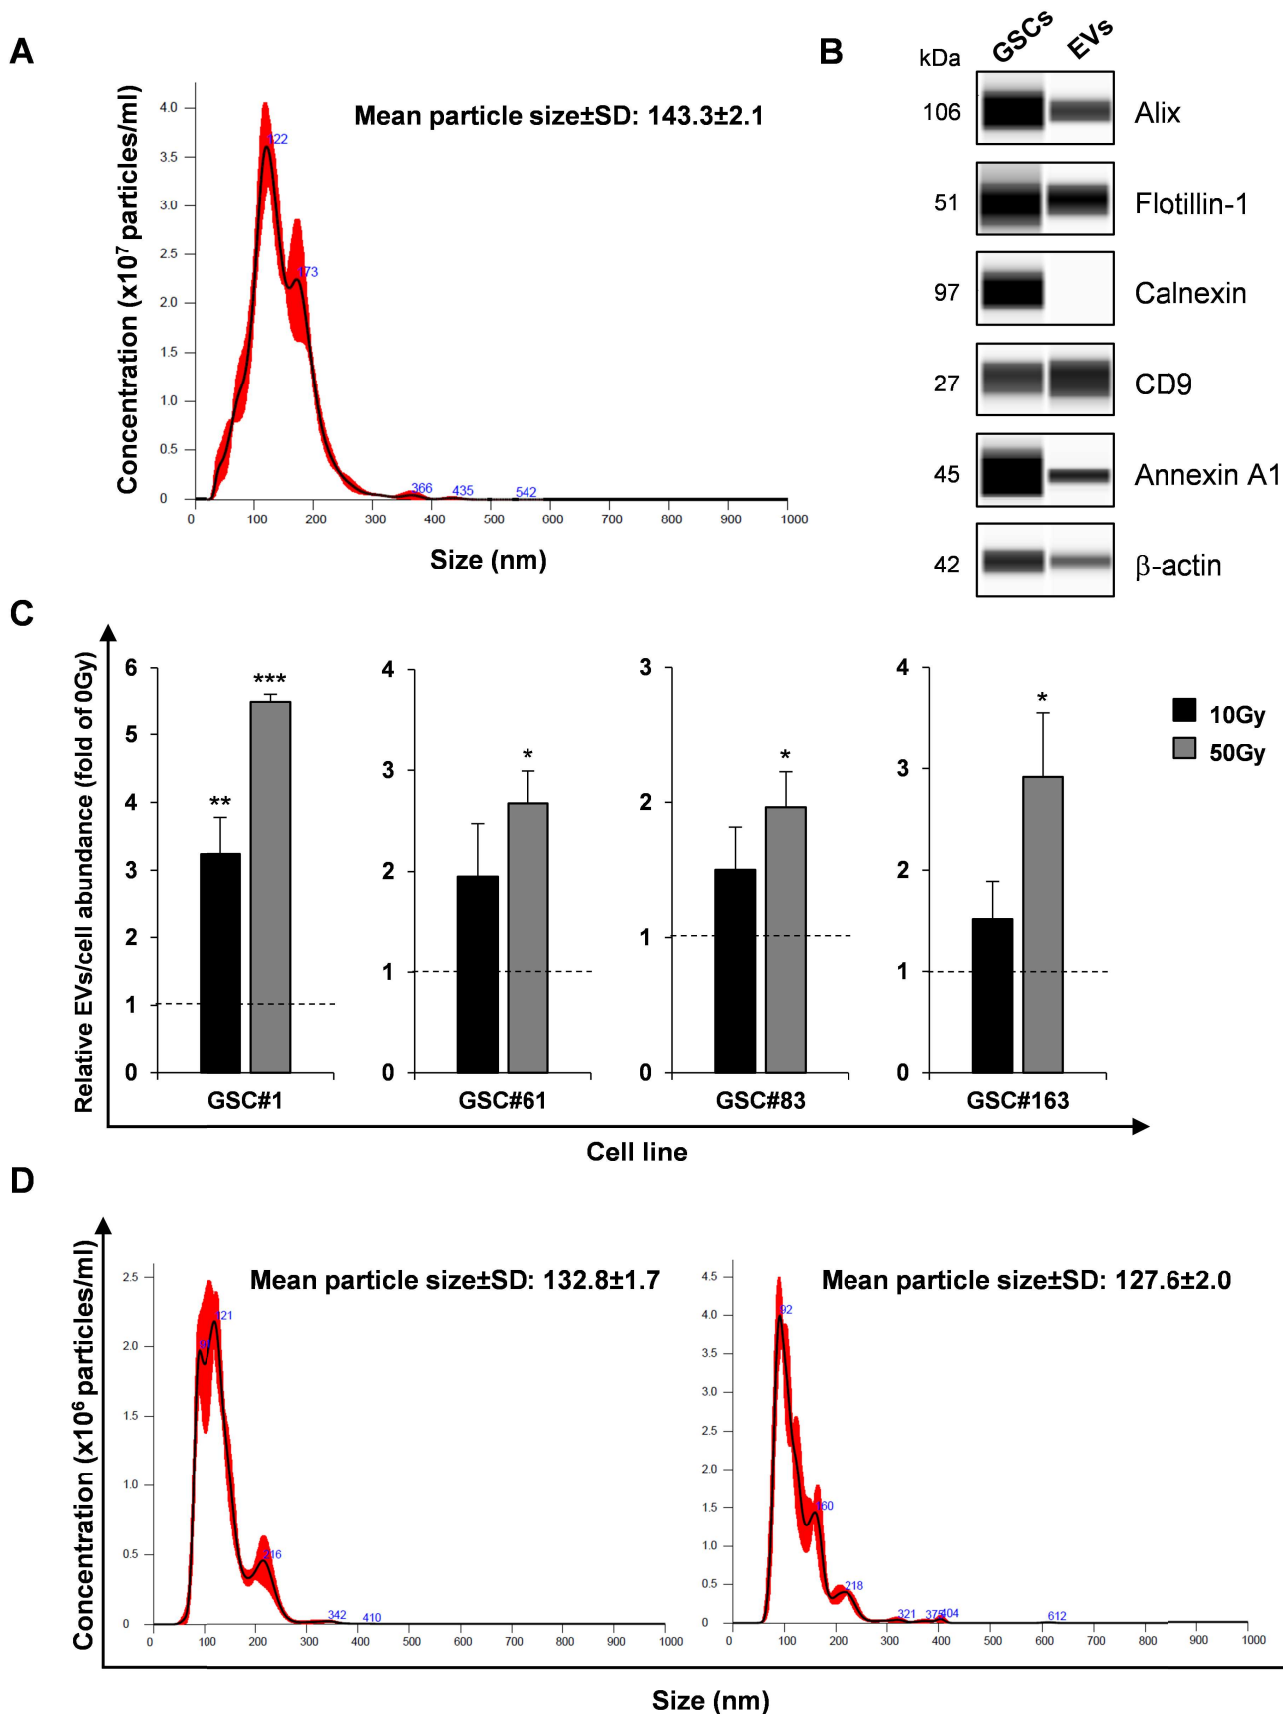 A
Concentration (x10⁷ particles/ml)
4.0
3.5
3.0
2.5
2.0
1.5
1.0
0.5
0
Mean particle size±SD: 143.3±2.1
122
173
366
435
542
0 100 200 300 400 500 600 700 800 900 1000
Size (nm)
B
kDa GSCs EVs
106 Alix
51 Flotillin-1
97 Calnexin
27 CD9
45 Annexin A1
42 β-actin
C
Relative EVs/cell abundance (fold of 0Gy)
6
5
4
3
2
1
0
**
***
GSC#1
4
3
2
1
0
*
GSC#61
3
2
1
0
*
GSC#83
4
3
2
1
0
*
GSC#163
10Gy
50Gy
Cell line
D
Concentration (x10⁶ particles/ml)
2.5
2.0
1.5
1.0
0.5
0
Mean particle size±SD: 132.8±1.7
121
342
410
0 100 200 300 400 500 600 700 800 900 1000
4.5
4.0
3.5
3.0
2.5
2.0
1.5
1.0
0.5
0
Mean particle size±SD: 127.6±2.0
92
160
218
321
404
612
0 100 200 300 400 500 600 700 800 900 1000
Size (nm)